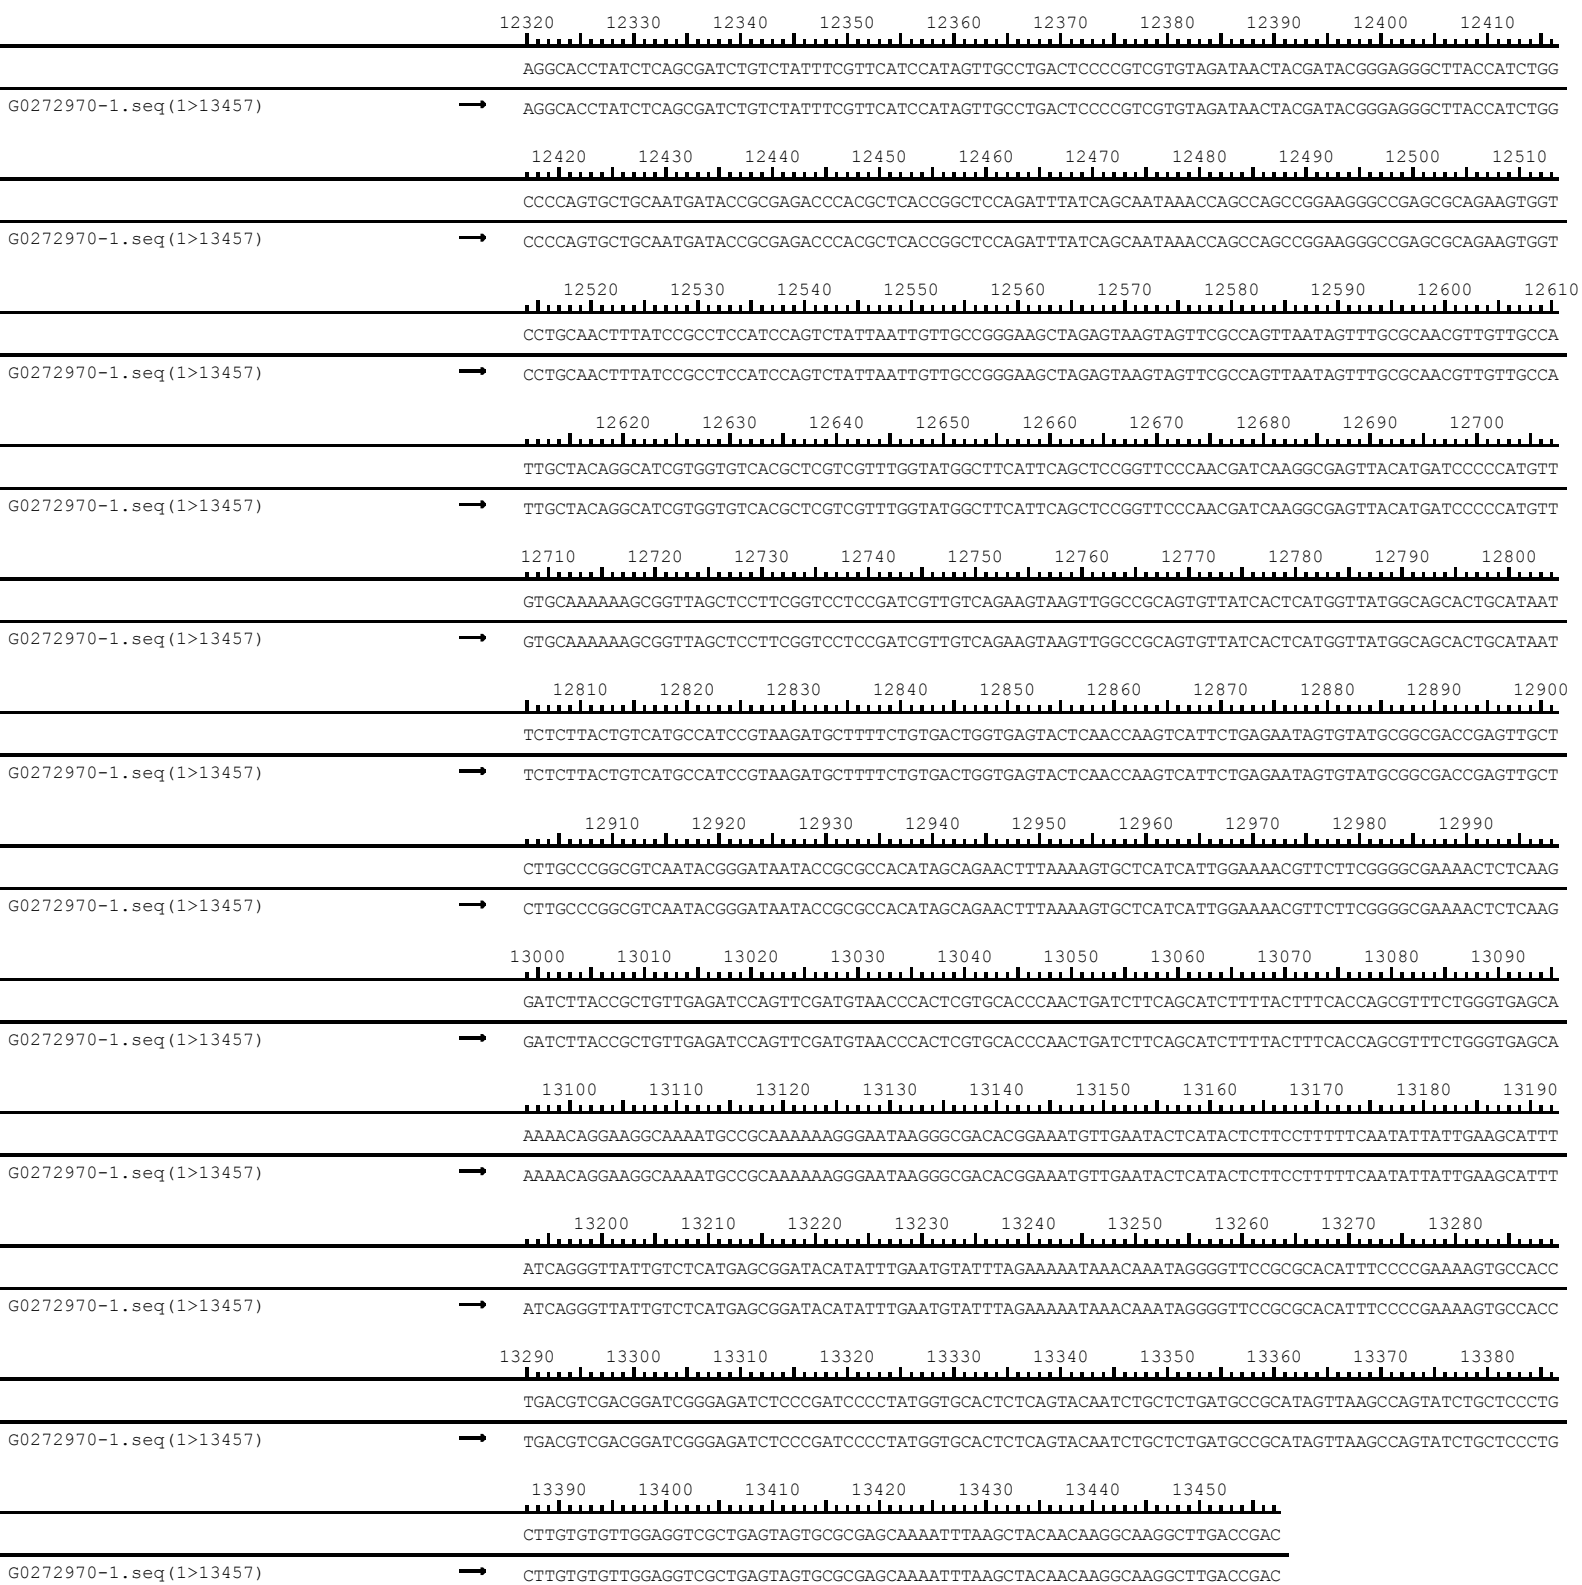 12320 12330 12340 12350 12360 12370 12380 12390 12400 12410
AGGCACCTATCTCAGCGATCTGTCTATTTCGTTCATCCATAGTTGCCTGACTCCCCGTCGTGTAGATAACTACGATACGGGAGGGCTTACCATCTGG
G0272970-1.seq(1>13457) → AGGCACCTATCTCAGCGATCTGTCTATTTCGTTCATCCATAGTTGCCTGACTCCCCGTCGTGTAGATAACTACGATACGGGAGGGCTTACCATCTGG
12420 12430 12440 12450 12460 12470 12480 12490 12500 12510
CCCCAGTGCTGCAATGATACCGCGAGACCCACGCTCACCGGCTCCAGATTTATCAGCAATAAACCAGCCAGCCGGAAGGGCCGAGCGCAGAAGTGGT
G0272970-1.seq(1>13457) → CCCCAGTGCTGCAATGATACCGCGAGACCCACGCTCACCGGCTCCAGATTTATCAGCAATAAACCAGCCAGCCGGAAGGGCCGAGCGCAGAAGTGGT
12520 12530 12540 12550 12560 12570 12580 12590 12600 12610
CCTGCAACTTTATCCGCCTCCATCCAGTCTATTAATTGTTGCCGGGAAGCTAGAGTAAGTAGTTCGCCAGTTAATAGTTTGCGCAACGTTGTTGCCA
G0272970-1.seq(1>13457) → CCTGCAACTTTATCCGCCTCCATCCAGTCTATTAATTGTTGCCGGGAAGCTAGAGTAAGTAGTTCGCCAGTTAATAGTTTGCGCAACGTTGTTGCCA
12620 12630 12640 12650 12660 12670 12680 12690 12700
TTGCTACAGGCATCGTGGTGTCACGCTCGTCGTTTGGTATGGCTTCATTCAGCTCCGGTTCCCAACGATCAAGGCGAGTTACATGATCCCCCATGTT
G0272970-1.seq(1>13457) → TTGCTACAGGCATCGTGGTGTCACGCTCGTCGTTTGGTATGGCTTCATTCAGCTCCGGTTCCCAACGATCAAGGCGAGTTACATGATCCCCCATGTT
12710 12720 12730 12740 12750 12760 12770 12780 12790 12800
GTGCAAAAAAGCGGTTAGCTCCTTCGGTCCTCCGATCGTTGTCAGAAGTAAGTTGGCCGCAGTGTTATCACTCATGGTTATGGCAGCACTGCATAAT
G0272970-1.seq(1>13457) → GTGCAAAAAAGCGGTTAGCTCCTTCGGTCCTCCGATCGTTGTCAGAAGTAAGTTGGCCGCAGTGTTATCACTCATGGTTATGGCAGCACTGCATAAT
12810 12820 12830 12840 12850 12860 12870 12880 12890 12900
TCTCTTACTGTCATGCCATCCGTAAGATGCTTTTCTGTGACTGGTGAGTACTCAACCAAGTCATTCTGAGAATAGTGTATGCGGCGACCGAGTTGCT
G0272970-1.seq(1>13457) → TCTCTTACTGTCATGCCATCCGTAAGATGCTTTTCTGTGACTGGTGAGTACTCAACCAAGTCATTCTGAGAATAGTGTATGCGGCGACCGAGTTGCT
12910 12920 12930 12940 12950 12960 12970 12980 12990
CTTGCCCGGCGTCAATACGGGATAATACCGCGCCACATAGCAGAACTTTAAAAGTGCTCATCATTGGAAAACGTTCTTCGGGGCGAAAACTCTCAAG
G0272970-1.seq(1>13457) → CTTGCCCGGCGTCAATACGGGATAATACCGCGCCACATAGCAGAACTTTAAAAGTGCTCATCATTGGAAAACGTTCTTCGGGGCGAAAACTCTCAAG
13000 13010 13020 13030 13040 13050 13060 13070 13080 13090
GATCTTACCGCTGTTGAGATCCAGTTCGATGTAACCCACTCGTGCACCCAACTGATCTTCAGCATCTTTTACTTTCACCAGCGTTTCTGGGTGAGCA
G0272970-1.seq(1>13457) → GATCTTACCGCTGTTGAGATCCAGTTCGATGTAACCCACTCGTGCACCCAACTGATCTTCAGCATCTTTTACTTTCACCAGCGTTTCTGGGTGAGCA
13100 13110 13120 13130 13140 13150 13160 13170 13180 13190
AAAACAGGAAGGCAAAATGCCGCAAAAAAGGGAATAAGGGCGACACGGAAATGTTGAATACTCATACTCTTCCTTTTTCAATATTATTGAAGCATTT
G0272970-1.seq(1>13457) → AAAACAGGAAGGCAAAATGCCGCAAAAAAGGGAATAAGGGCGACACGGAAATGTTGAATACTCATACTCTTCCTTTTTCAATATTATTGAAGCATTT
13200 13210 13220 13230 13240 13250 13260 13270 13280
ATCAGGGTTATTGTCTCATGAGCGGATACATATTTGAATGTATTTAGAAAAATAAACAAATAGGGGTTCCGCGCACATTTCCCCGAAAAGTGCCACC
G0272970-1.seq(1>13457) → ATCAGGGTTATTGTCTCATGAGCGGATACATATTTGAATGTATTTAGAAAAATAAACAAATAGGGGTTCCGCGCACATTTCCCCGAAAAGTGCCACC
13290 13300 13310 13320 13330 13340 13350 13360 13370 13380
TGACGTCGACGGATCGGGAGATCTCCCGATCCCCTATGGTGCACTCTCAGTACAATCTGCTCTGATGCCGCATAGTTAAGCCAGTATCTGCTCCCTG
G0272970-1.seq(1>13457) → TGACGTCGACGGATCGGGAGATCTCCCGATCCCCTATGGTGCACTCTCAGTACAATCTGCTCTGATGCCGCATAGTTAAGCCAGTATCTGCTCCCTG
13390 13400 13410 13420 13430 13440 13450
CTTGTGTGTTGGAGGTCGCTGAGTAGTGCGCGAGCAAAATTTAAGCTACAACAAGGCAAGGCTTGACCGAC
G0272970-1.seq(1>13457) → CTTGTGTGTTGGAGGTCGCTGAGTAGTGCGCGAGCAAAATTTAAGCTACAACAAGGCAAGGCTTGACCGAC